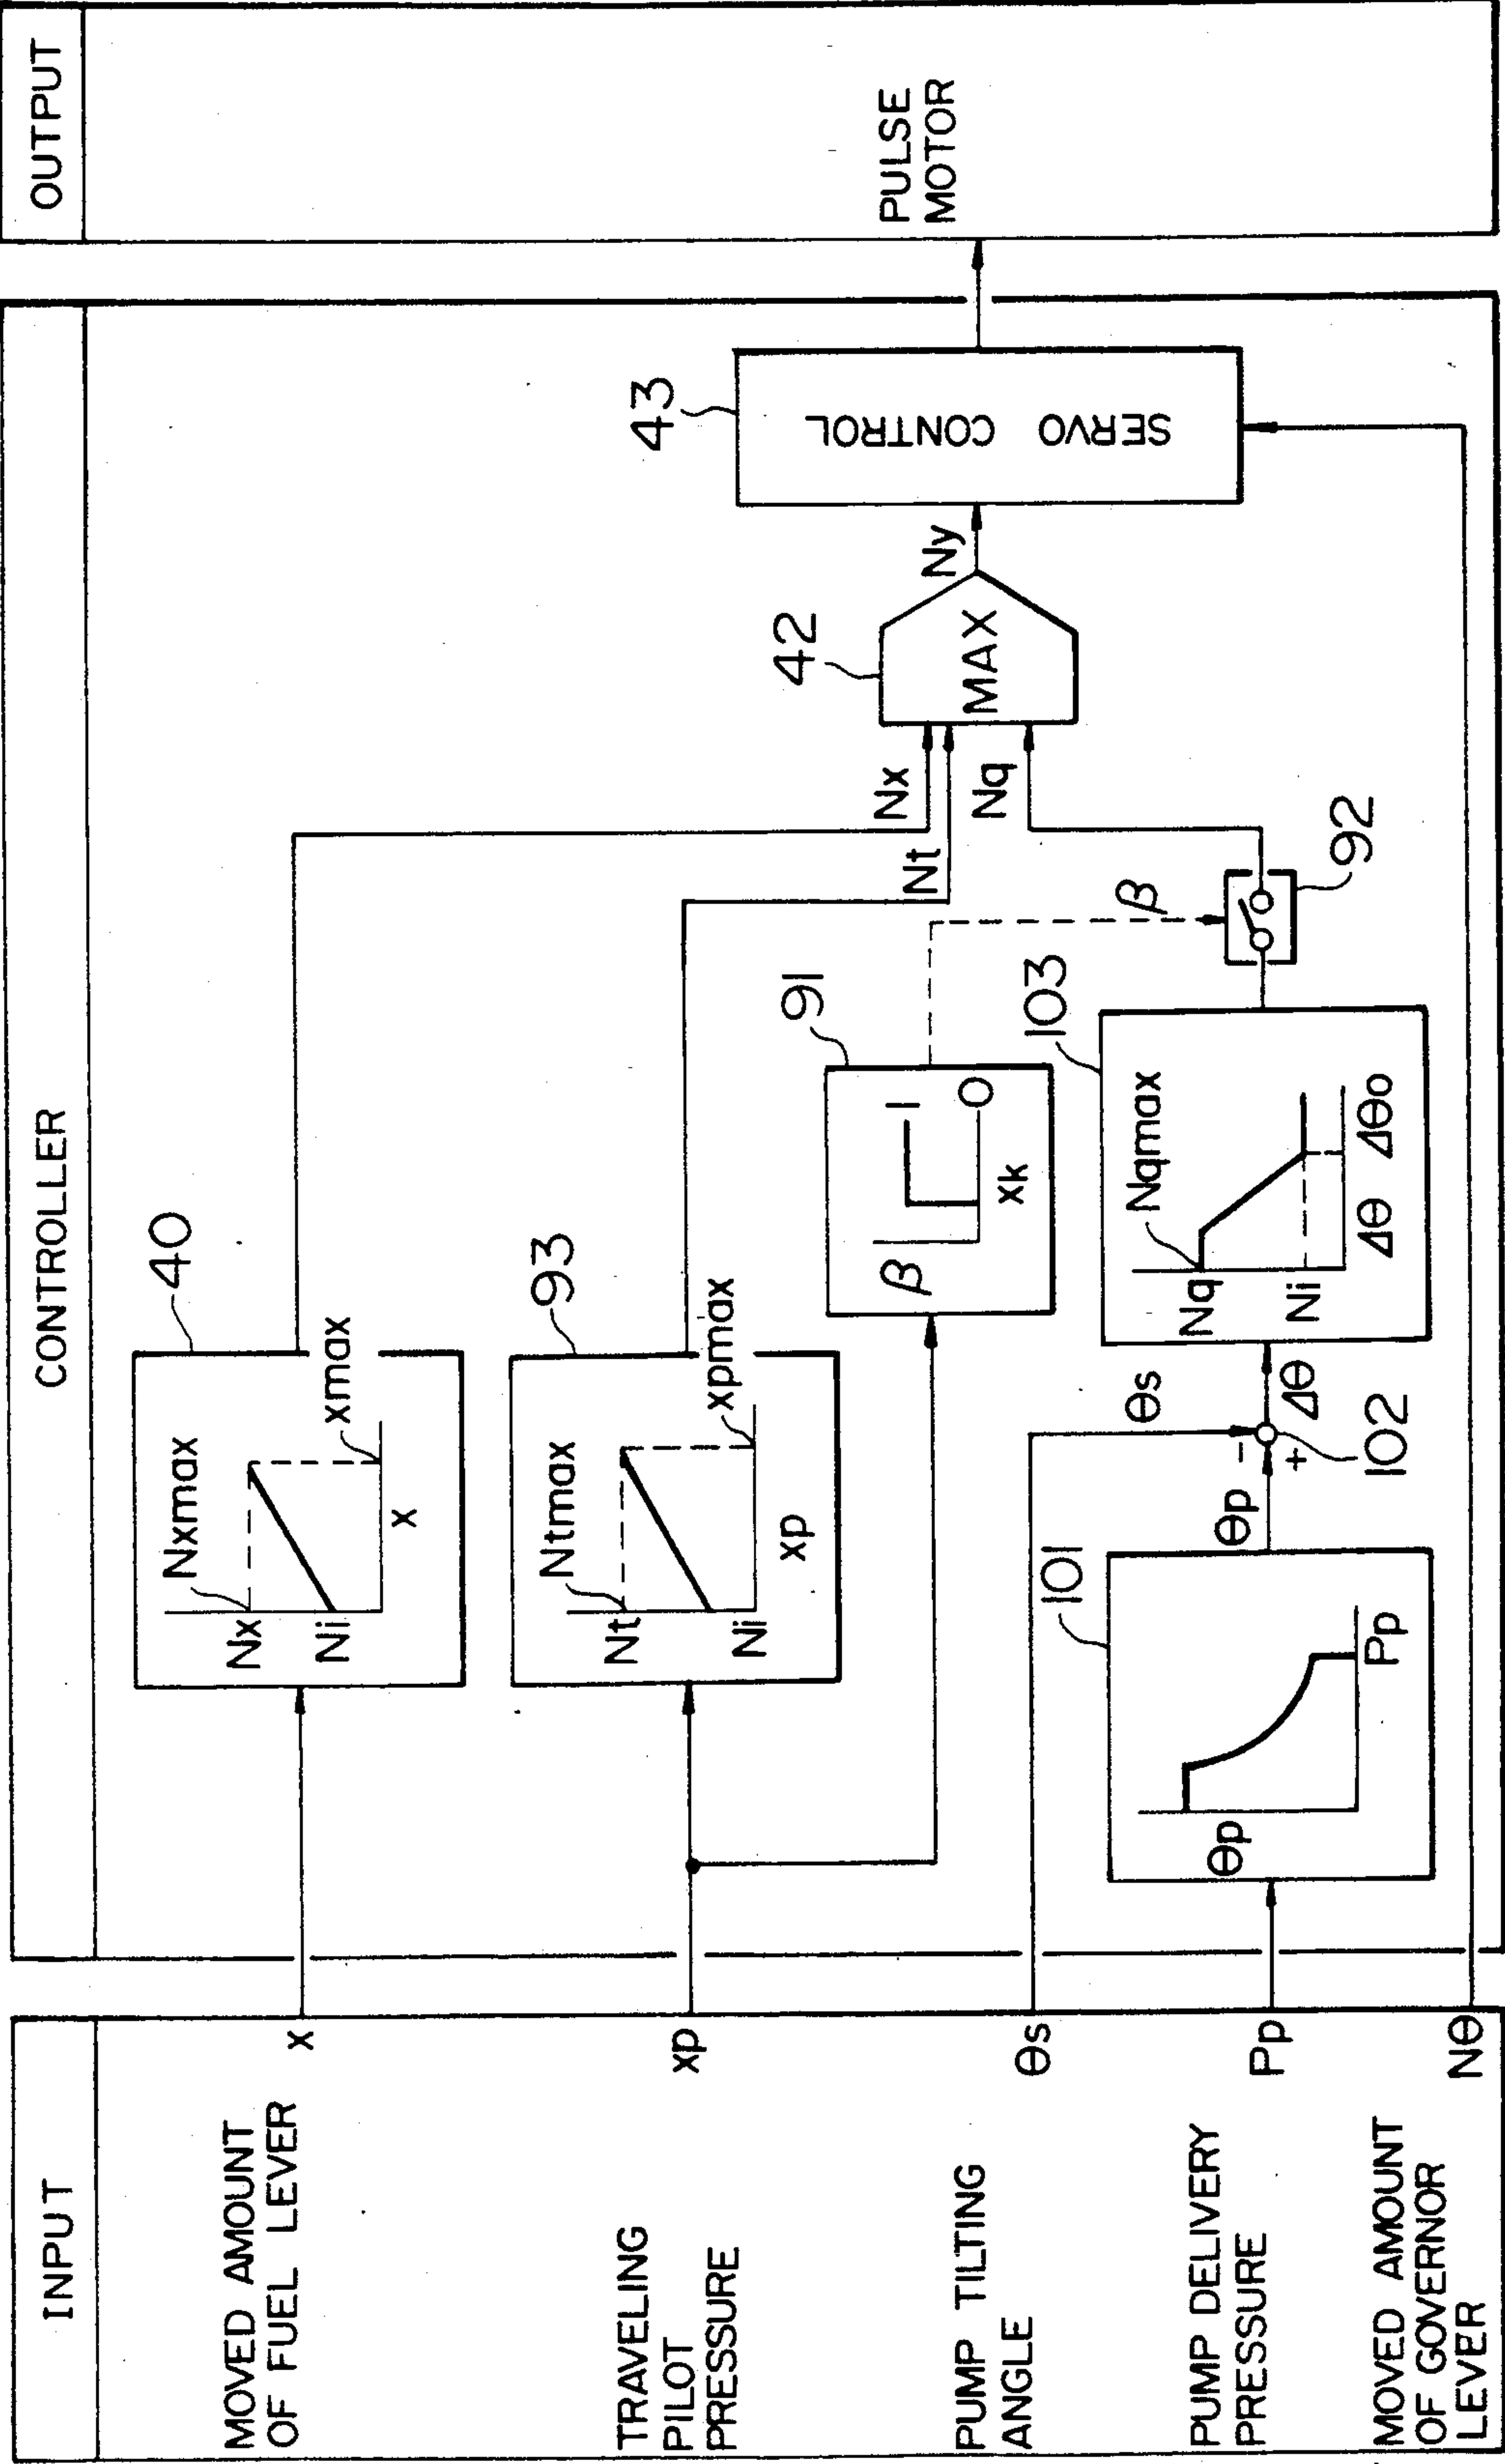 INPUT
MOVED AMOUNT
OF FUEL LEVER
x
TRAVELING
PILOT
PRESSURE
xp
PUMP TILTING
ANGLE
θs
PUMP DELIVERY
PRESSURE
Pp
MOVED AMOUNT
OF GOVERNOR
LEVER
Nθ
CONTROLLER
40
Nxmax
Nx
Ni
xmax
x
93
Ntmax
Nt
Ni
xpmax
xp
91
β
1
0
xk
β
101
θp
Pp
θp
θs
-
+
Δθ
102
103
Nqmax
Nq
Ni
Δθ
Δθo
92
Nx
Nt
Nq
42
MAX
Ny
43
SERVO CONTROL
OUTPUT
PULSE
MOTOR